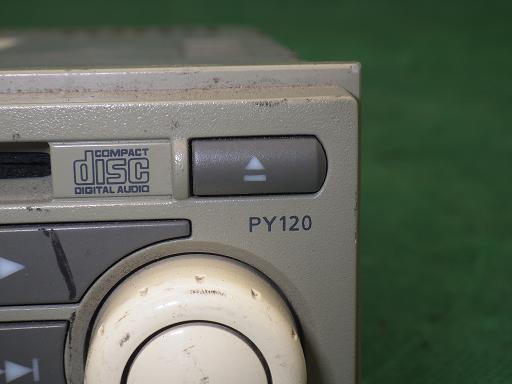 COMPACT
disc
DIGITAL AUDIO
PY120